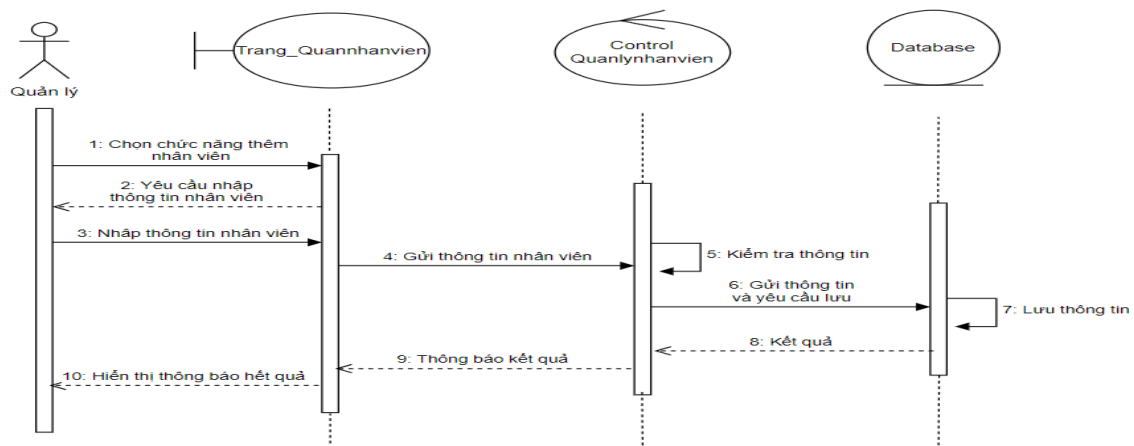 Quản lý
Trang_Quannhanvien
Control
Quanlynhanvien
Database
1: Chọn chức năng thêm
nhân viên
2: Yêu cầu nhập
thông tin nhân viên
3: Nhâp thông tin nhân viên
4: Gửi thông tin nhân viên
5: Kiểm tra thông tin
6: Gửi thông tin
và yêu cầu lưu
7: Lưu thông tin
8: Kết quả
9: Thông báo kết quả
10: Hiển thị thông báo hết quả